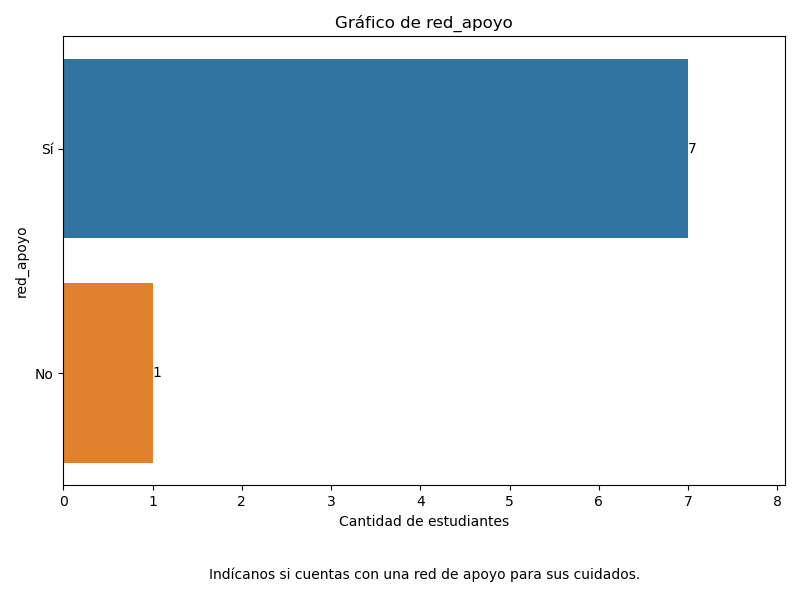 Gráfico de red_apoyo
Sí
7
red_apoyo
No
1
0 1 2 3 4 5 6 7 8
Cantidad de estudiantes
Indícanos si cuentas con una red de apoyo para sus cuidados.